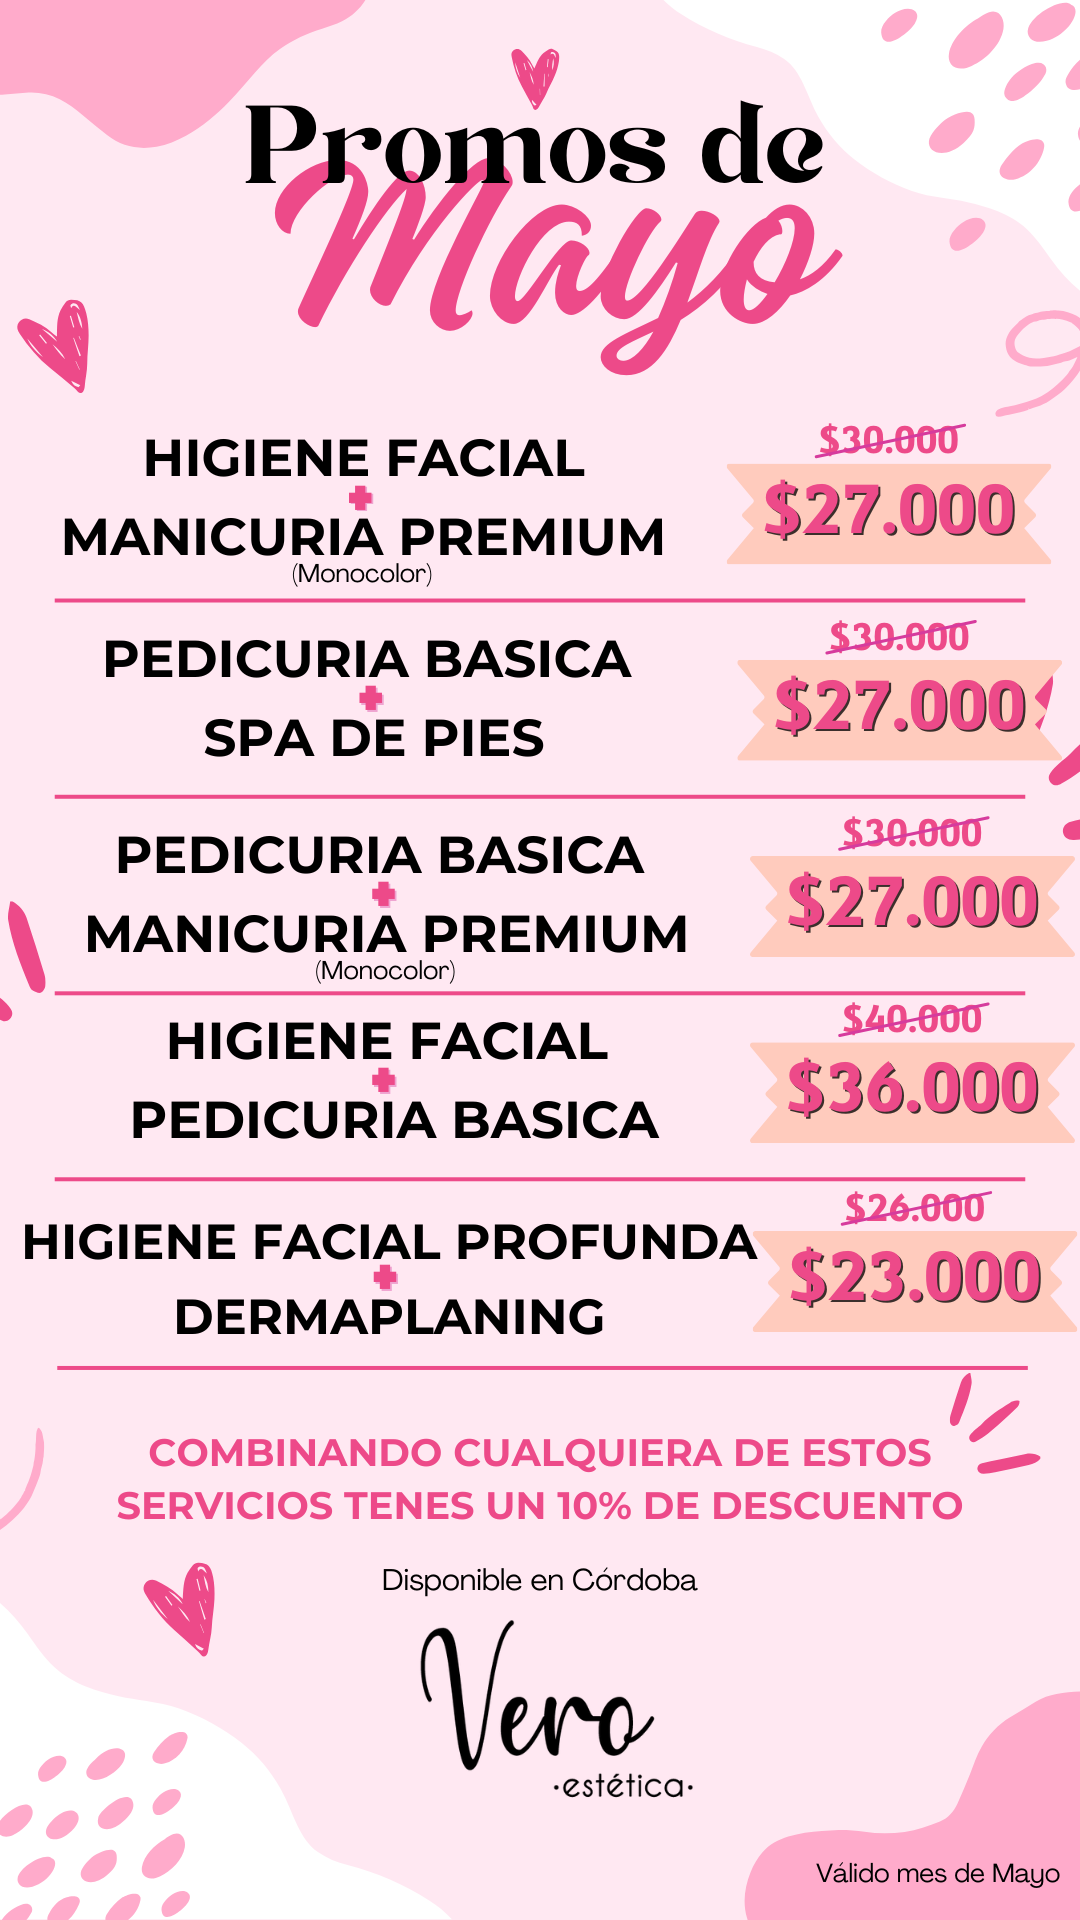 Promos de
Mayo
HIGIENE FACIAL
+
MANICURIA PREMIUM
(Monocolor)
$30.000
$27.000
PEDICURIA BASICA
+
SPA DE PIES
$30.000
$27.000
PEDICURIA BASICA
+
MANICURIA PREMIUM
(Monocolor)
$30.000
$27.000
HIGIENE FACIAL
+
PEDICURIA BASICA
$40.000
$36.000
HIGIENE FACIAL PROFUNDA
+
DERMAPLANING
$26.000
$23.000
COMBINANDO CUALQUIERA DE ESTOS
SERVICIOS TENES UN 10% DE DESCUENTO
Disponible en Córdoba
Vero
·estética·
Válido mes de Mayo